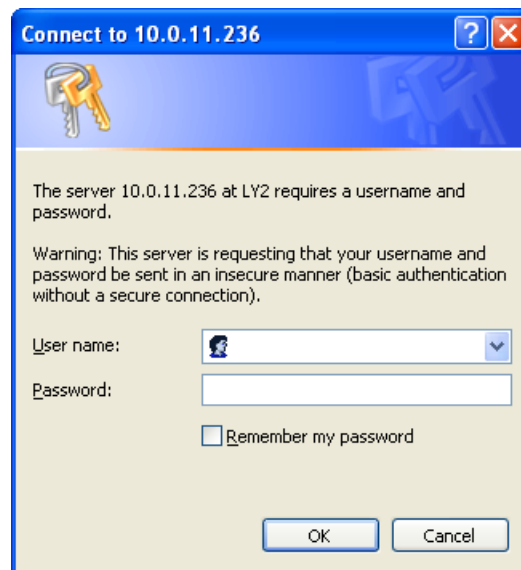 Connect to 10.0.11.236
?
The server 10.0.11.236 at LY2 requires a username and
password.
Warning: This server is requesting that your username and
password be sent in an insecure manner (basic authentication
without a secure connection).
User name:
Password:
Remember my password
OK
Cancel